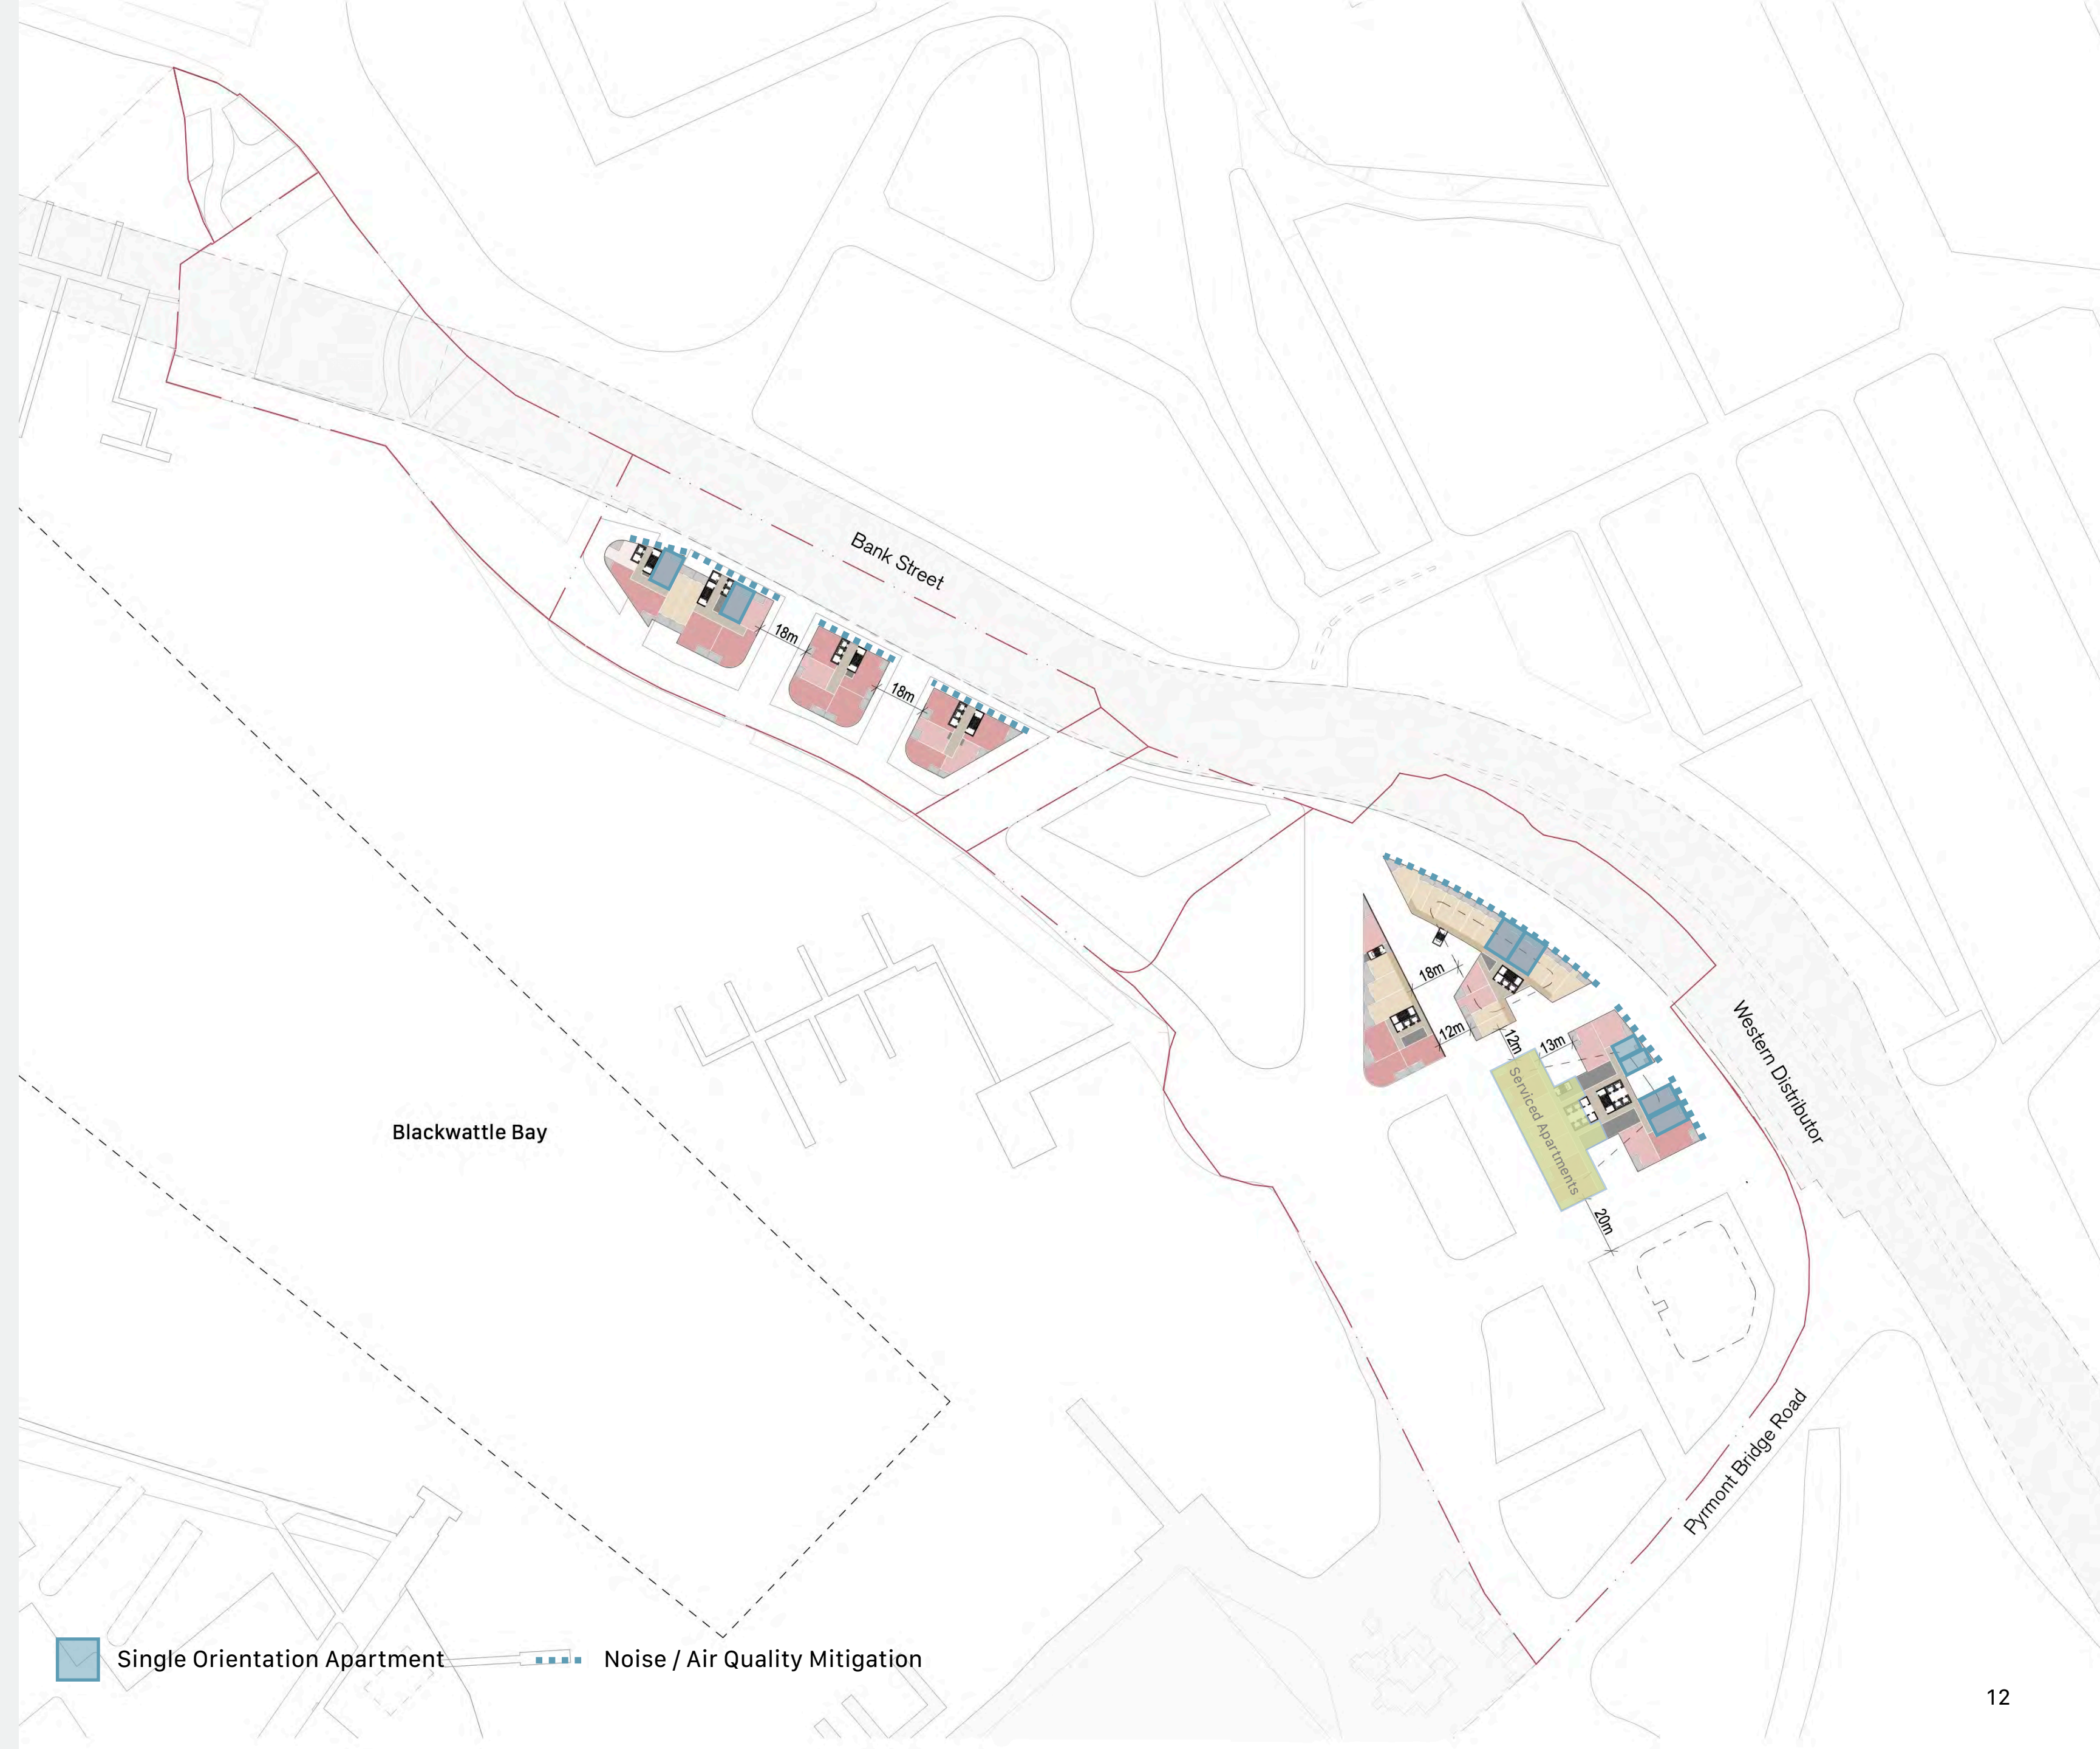 Bank Street
18m
18m
18m
12m
12m
13m
Western Distributor
Serviced Apartments
Blackwattle Bay
20m
Pyrmont Bridge Road
Single Orientation Apartment
Noise / Air Quality Mitigation
12